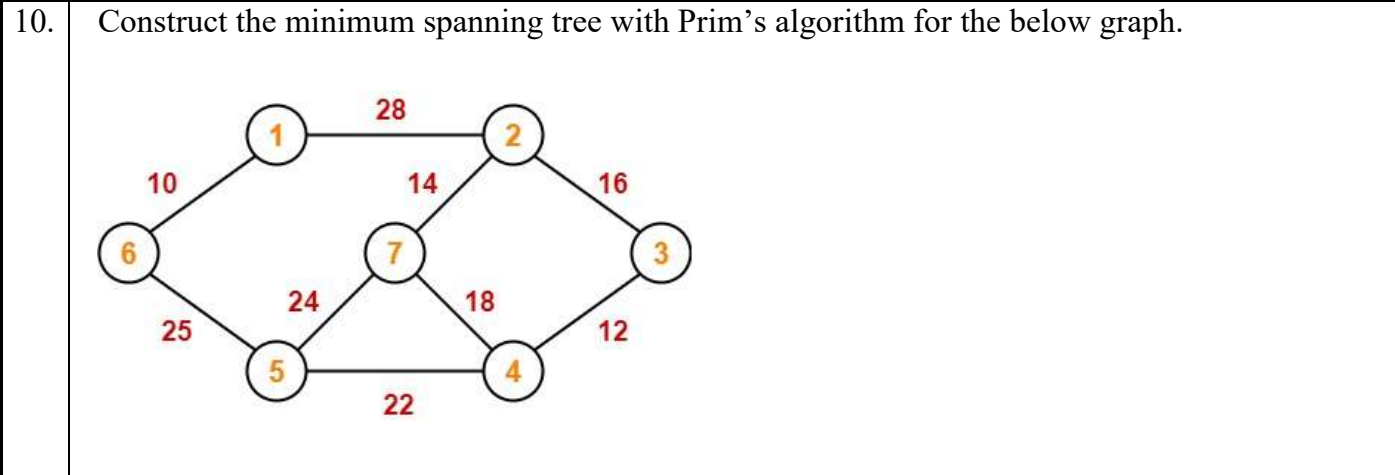 10. Construct the minimum spanning tree with Prim’s algorithm for the below graph.
28
1 2
10 14 16
6 7 3
24 18
25 12
5 4
22